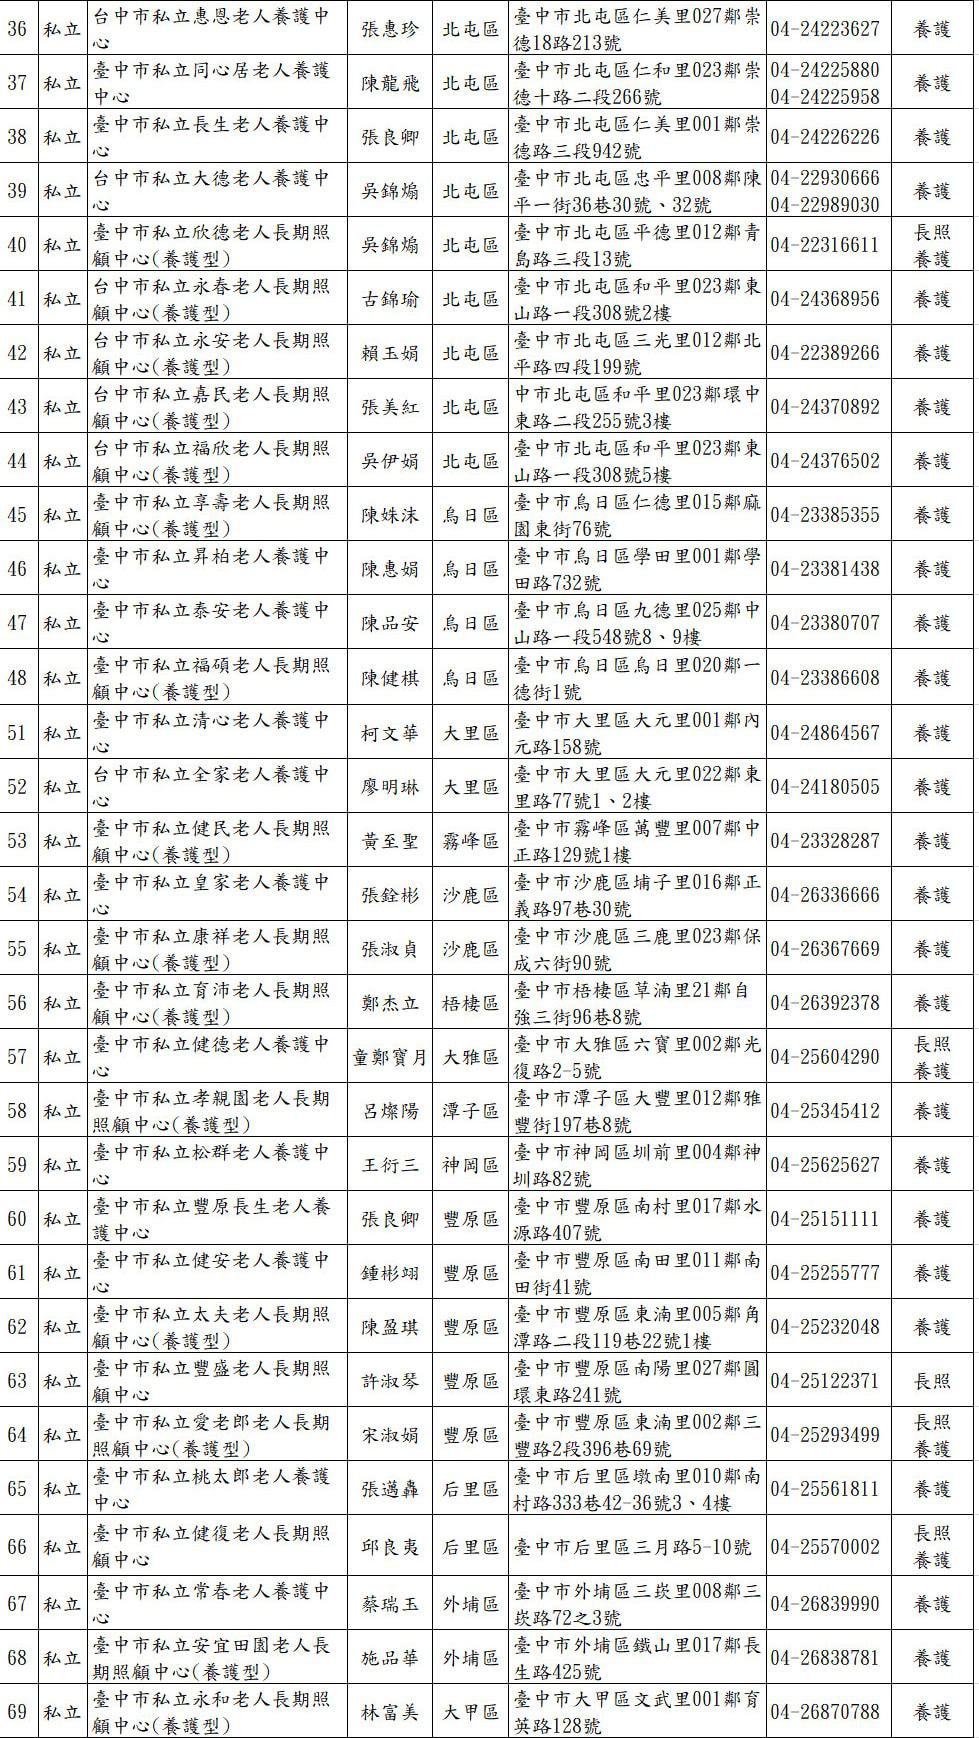 36 私立 台中市私立惠恩老人養護中心 張惠珍 北屯區 臺中市北屯區仁美里027鄰崇德18路213號 04-24223627 養護
37 私立 臺中市私立同心居老人養護中心 陳龍飛 北屯區 臺中市北屯區仁和里023鄰崇德十路二段266號 04-24225880 04-24225958 養護
38 私立 臺中市私立長生老人養護中心 張良卿 北屯區 臺中市北屯區仁美里001鄰崇德路三段942號 04-24226226 養護
39 私立 台中市私立大德老人養護中心 吳錦煽 北屯區 臺中市北屯區忠平里008鄰陳平一街36巷30號、32號 04-22930666 04-22989030 養護
40 私立 臺中市私立欣德老人長期照顧中心(養護型) 吳錦煽 北屯區 臺中市北屯區平德里012鄰青島路三段13號 04-22316611 長照 養護
41 私立 台中市私立永春老人長期照顧中心(養護型) 古錦瑜 北屯區 臺中市北屯區和平里023鄰東山路一段308號2樓 04-24368956 養護
42 私立 台中市私立永安老人長期照顧中心(養護型) 賴玉娟 北屯區 臺中市北屯區三光里012鄰北平路四段199號 04-22389266 養護
43 私立 台中市私立嘉民老人長期照顧中心(養護型) 張美紅 北屯區 中市北屯區和平里023鄰環中東路二段255號3樓 04-24370892 養護
44 私立 台中市私立福欣老人長期照顧中心(養護型) 吳伊娟 北屯區 臺中市北屯區和平里023鄰東山路一段308號5樓 04-24376502 養護
45 私立 臺中市私立享壽老人長期照顧中心(養護型) 陳姝沫 烏日區 臺中市烏日區仁德里015鄰麻園東街76號 04-23385355 養護
46 私立 臺中市私立昇柏老人養護中心 陳惠娟 烏日區 臺中市烏日區學田里001鄰學田路732號 04-23381438 養護
47 私立 臺中市私立泰安老人養護中心 陳品安 烏日區 臺中市烏日區九德里025鄰中山路一段548號8、9樓 04-23380707 養護
48 私立 臺中市私立福碩老人長期照顧中心(養護型) 陳健棋 烏日區 臺中市烏日區烏日里020鄰一德街1號 04-23386608 養護
51 私立 臺中市私立清心老人養護中心 柯文華 大里區 臺中市大里區大元里001鄰內元路158號 04-24864567 養護
52 私立 台中市私立全家老人養護中心 廖明琳 大里區 臺中市大里區大元里022鄰東里路77號1、2樓 04-24180505 養護
53 私立 臺中市私立健民老人長期照顧中心(養護型) 黃至聖 霧峰區 臺中市霧峰區萬豐里007鄰中正路129號1樓 04-23328287 養護
54 私立 臺中市私立皇家老人養護中心 張銓彬 沙鹿區 臺中市沙鹿區埔子里016鄰正義路97巷30號 04-26336666 養護
55 私立 臺中市私立康祥老人長期照顧中心(養護型) 張淑貞 沙鹿區 臺中市沙鹿區三鹿里023鄰保成六街90號 04-26367669 養護
56 私立 臺中市私立育沛老人長期照顧中心(養護型) 鄭杰立 梧棲區 臺中市梧棲區草湳里21鄰自強三街96巷8號 04-26392378 養護
57 私立 臺中市私立健德老人養護中心 童鄭寶月 大雅區 臺中市大雅區六寶里002鄰光復路2-5號 04-25604290 長照 養護
58 私立 臺中市私立孝親園老人長期照顧中心(養護型) 呂燦陽 潭子區 臺中市潭子區大豐里012鄰雅豐街197巷8號 04-25345412 養護
59 私立 臺中市私立松群老人養護中心 王衍三 神岡區 臺中市神岡區圳前里004鄰神圳路82號 04-25625627 養護
60 私立 臺中市私立豐原長生老人養護中心 張良卿 豐原區 臺中市豐原區南村里017鄰水源路407號 04-25151111 養護
61 私立 臺中市私立健安老人養護中心 鍾彬翊 豐原區 臺中市豐原區南田里011鄰南田街41號 04-25255777 養護
62 私立 臺中市私立太夫老人長期照顧中心(養護型) 陳盈琪 豐原區 臺中市豐原區東湳里005鄰角潭路二段119巷22號1樓 04-25232048 養護
63 私立 臺中市私立豐盛老人長期照顧中心 許淑琴 豐原區 臺中市豐原區南陽里027鄰圓環東路241號 04-25122371 長照
64 私立 臺中市私立愛老郎老人長期照顧中心(養護型) 宋淑娟 豐原區 臺中市豐原區東湳里002鄰三豐路2段396巷69號 04-25293499 長照 養護
65 私立 臺中市私立桃太郎老人養護中心 張邁驫 后里區 臺中市后里區墩南里010鄰南村路333巷42-36號3、4樓 04-25561811 養護
66 私立 臺中市私立健復老人長期照顧中心 邱良夷 后里區 臺中市后里區三月路5-10號 04-25570002 長照 養護
67 私立 臺中市私立常春老人養護中心 蔡瑞玉 外埔區 臺中市外埔區三崁里008鄰三崁路72之3號 04-26839990 養護
68 私立 臺中市私立安宜田園老人長期照顧中心(養護型) 施品華 外埔區 臺中市外埔區鐵山里017鄰長生路425號 04-26838781 養護
69 私立 臺中市私立永和老人長期照顧中心(養護型) 林富美 大甲區 臺中市大甲區文武里001鄰育英路128號 04-26870788 養護